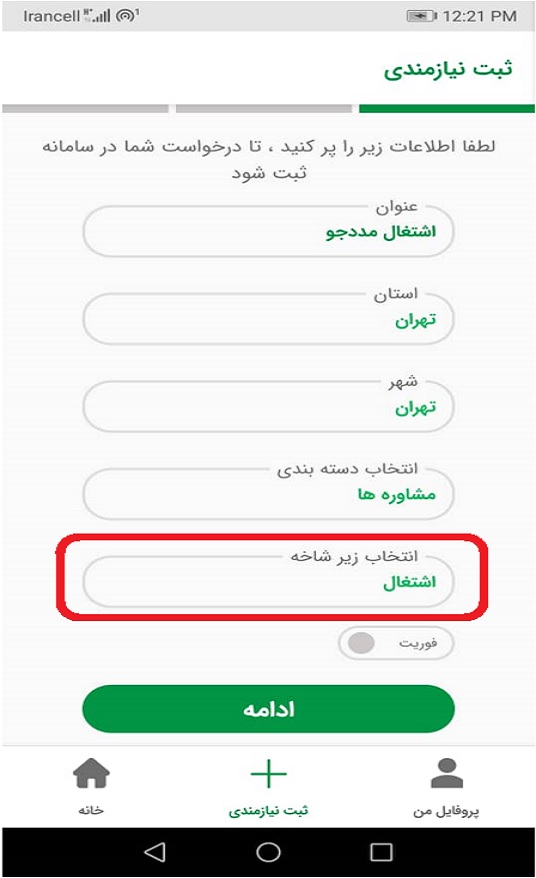 Irancell H+ 1 12:21 PM
ثبت نیازمندی
لطفا اطلاعات زیر را پر کنید ، تا درخواست شما در سامانه
ثبت شود
عنوان
اشتغال مددجو
استان
تهران
شهر
تهران
انتخاب دسته بندی
مشاوره ها
انتخاب زیر شاخه
اشتغال
فوریت
ادامه
پروفایل من ثبت نیازمندی خانه